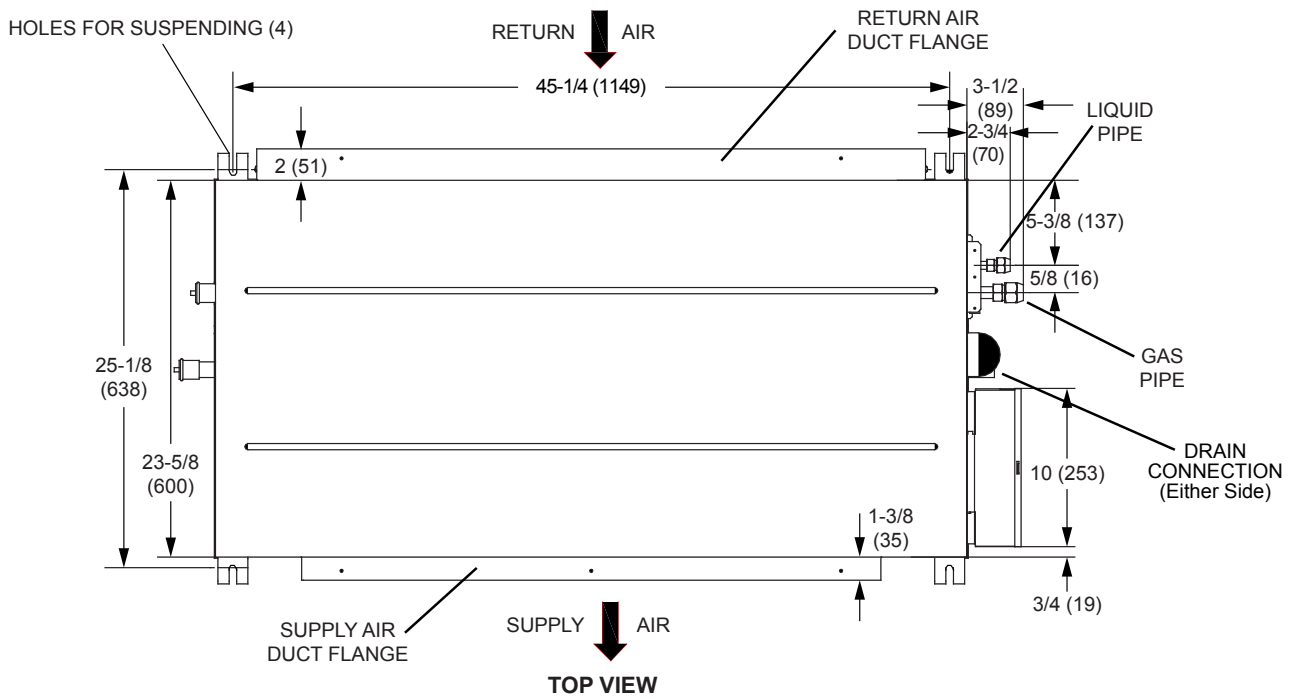 HOLES FOR SUSPENDING (4)
RETURN AIR
RETURN AIR
DUCT FLANGE
45-1/4 (1149)
3-1/2
(89)
LIQUID
PIPE
2-3/4
(70)
2 (51)
5-3/8 (137)
5/8 (16)
GAS
PIPE
25-1/8
(638)
23-5/8
(600)
DRAIN
CONNECTION
(Either Side)
10 (253)
1-3/8
(35)
3/4 (19)
SUPPLY AIR
DUCT FLANGE
SUPPLY AIR
TOP VIEW